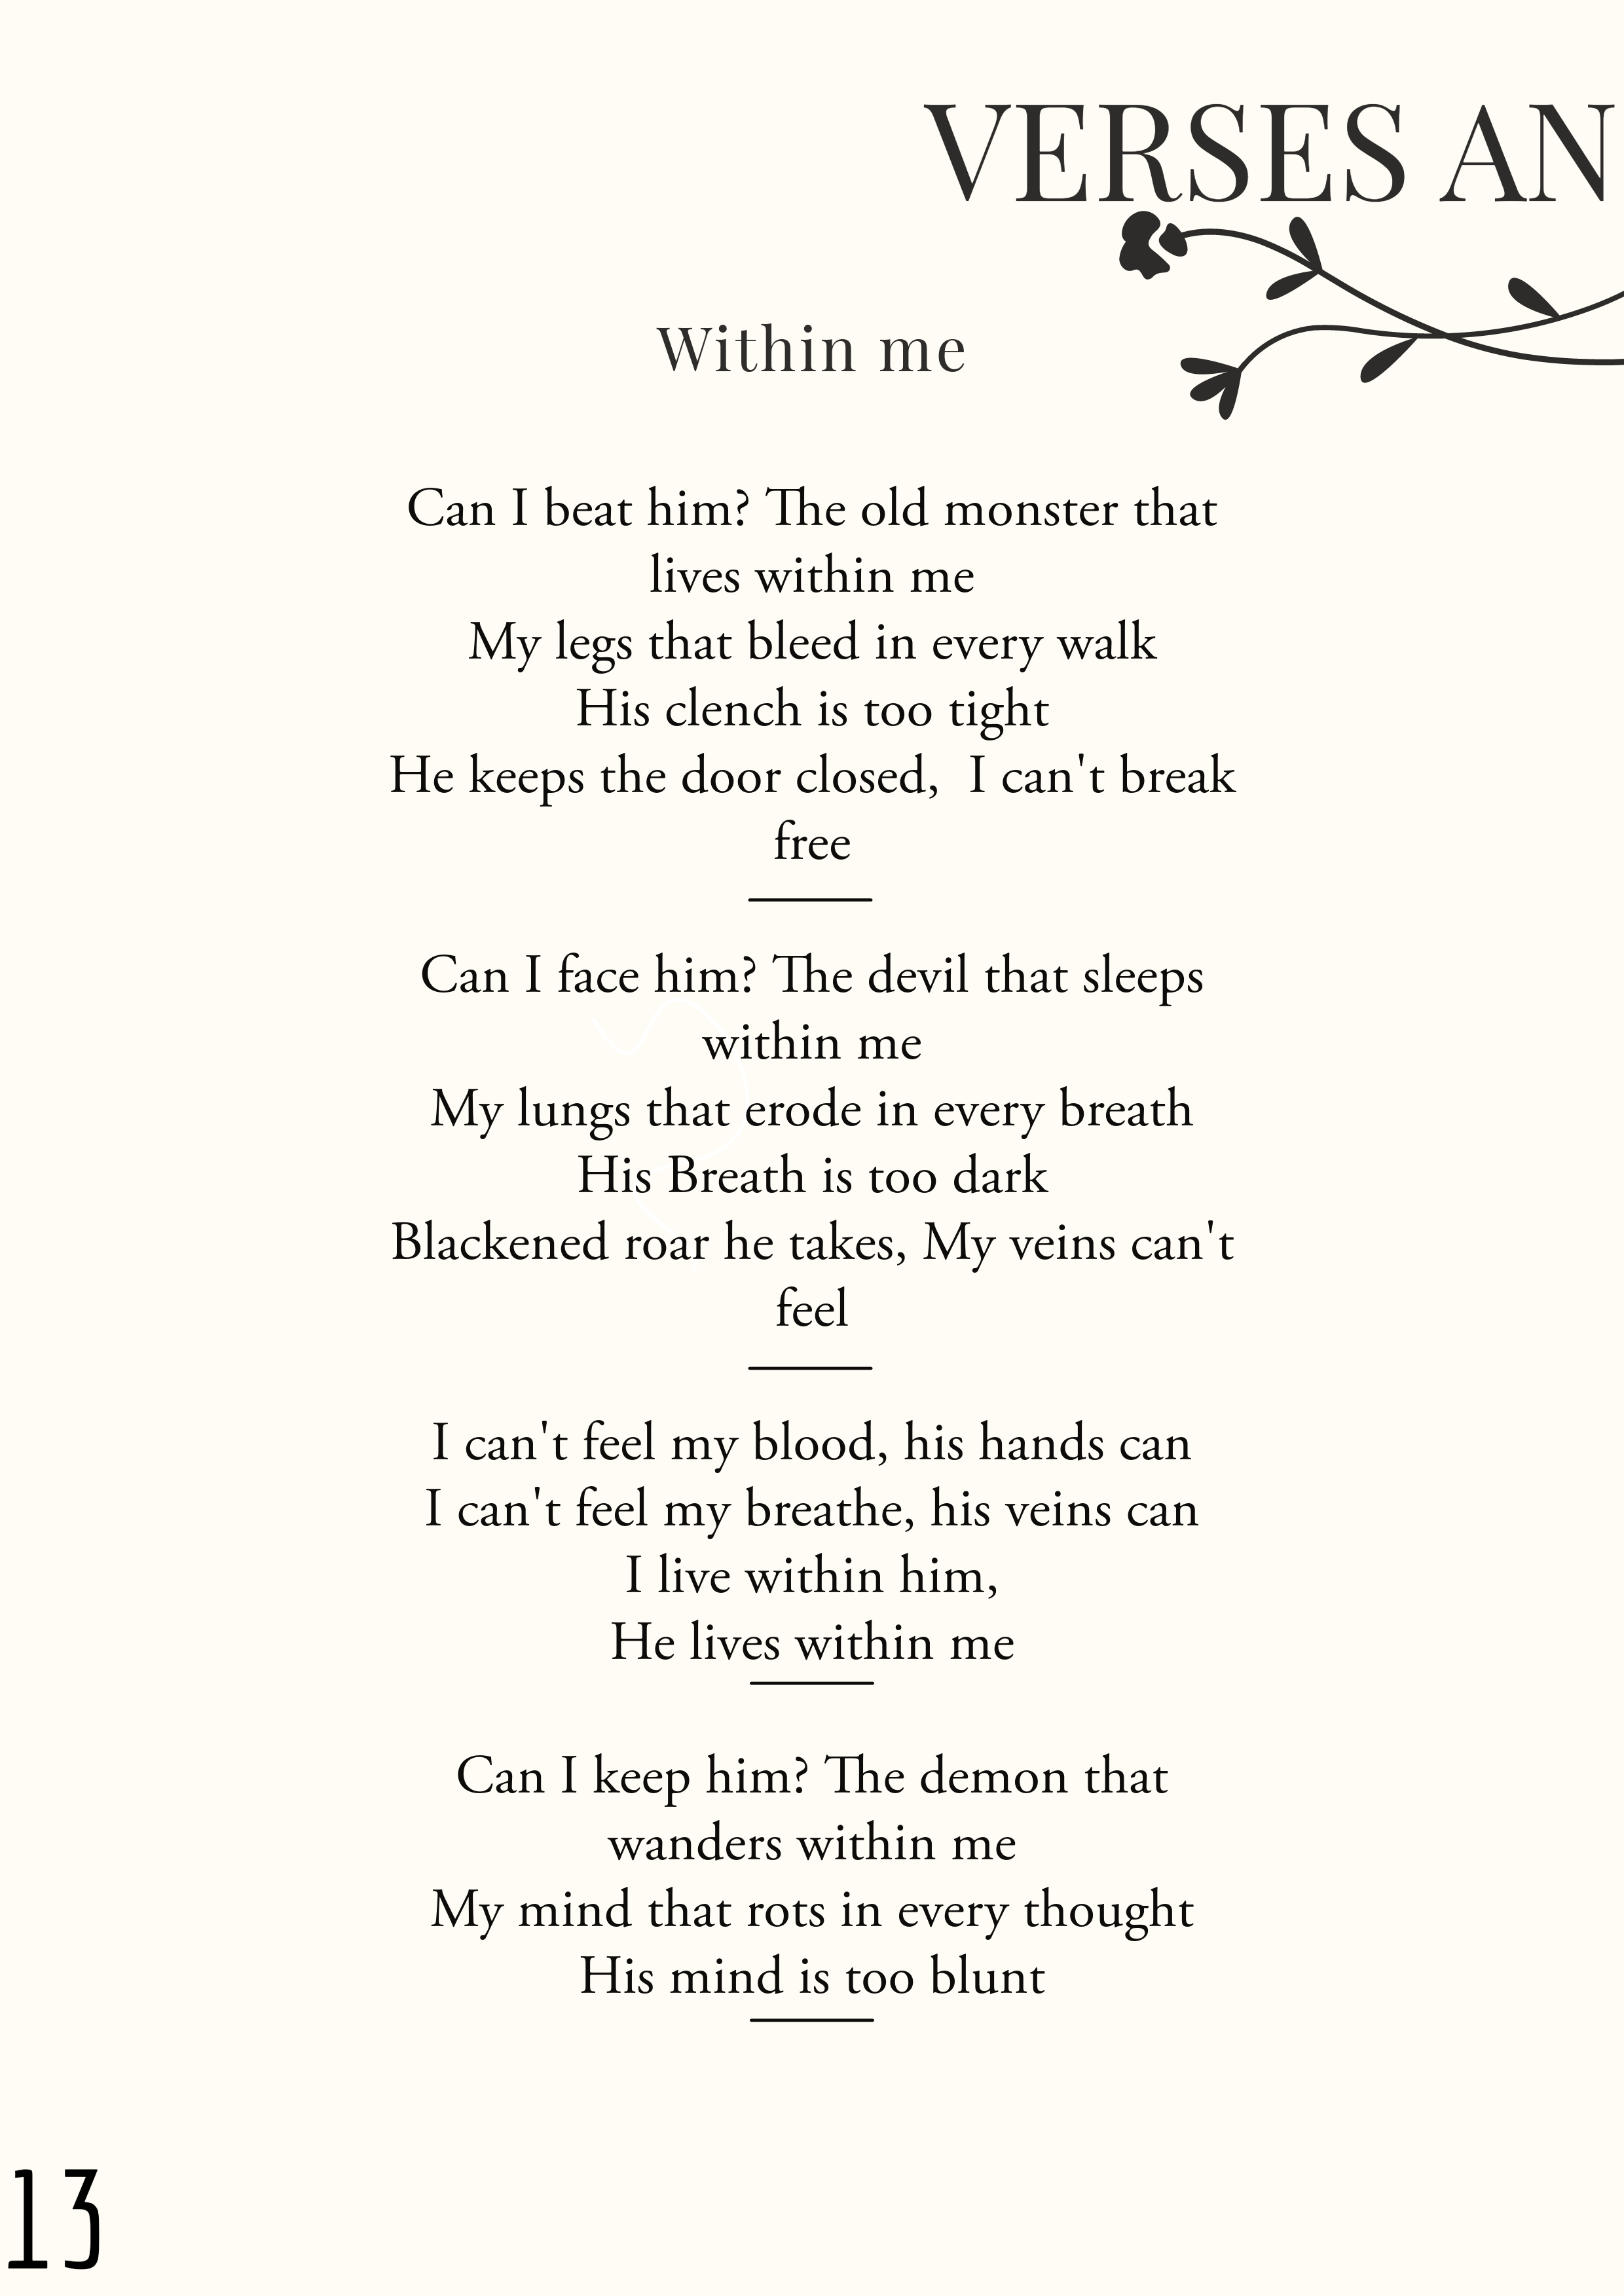 VERSES AN
Within me
Can I beat him? The old monster that
lives within me
My legs that bleed in every walk
His clench is too tight
He keeps the door closed,  I can't break
free
Can I face him? The devil that sleeps
within me
My lungs that erode in every breath
His Breath is too dark
Blackened roar he takes, My veins can't
feel
I can't feel my blood, his hands can
I can't feel my breathe, his veins can
I live within him,
He lives within me
Can I keep him? The demon that
wanders within me
My mind that rots in every thought
His mind is too blunt
13